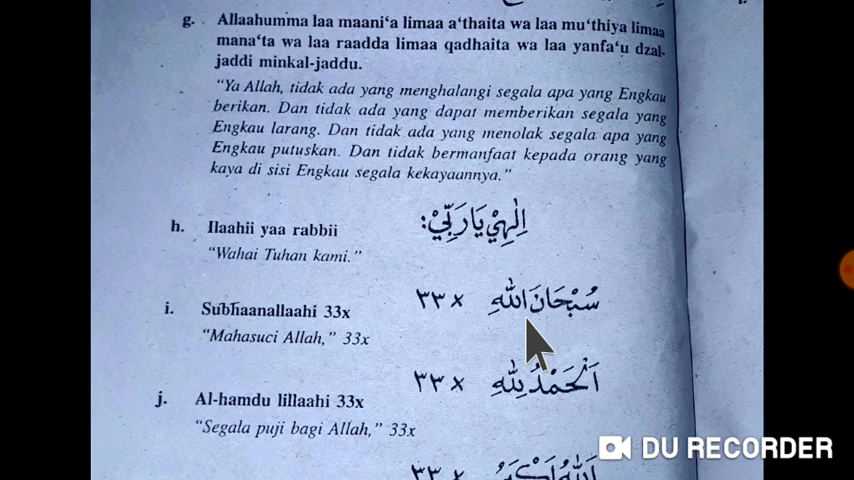 g. Allaahumma laa maani‘a limaa a‘thaita wa laa mu‘thiya limaa
mana‘ta wa laa raadda limaa qadhaita wa laa yanfa‘u dzal-
jaddi minkal-jaddu.
“Ya Allah, tidak ada yang menghalangi segala apa yang Engkau
berikan. Dan tidak ada yang dapat memberikan segala yang
Engkau larang. Dan tidak ada yang menolak segala apa yang
Engkau putuskan. Dan tidak bermanfaat kepada orang yang
kaya di sisi Engkau segala kekayaannya.”
h. Ilaahii yaa rabbii
اِلٰهِيْ يَا رَبِّيْ:
“Wahai Tuhan kami.”
i. Subhaanallaahi 33x
سُبْحَانَ اللّٰهِ × ٣٣
“Mahasuci Allah,” 33x
j. Al-hamdu lillaahi 33x
اَلْحَمْدُ لِلّٰهِ × ٣٣
“Segala puji bagi Allah,” 33x
اَللّٰهُ اَكْبَرُ × ٣٣
DU RECORDER